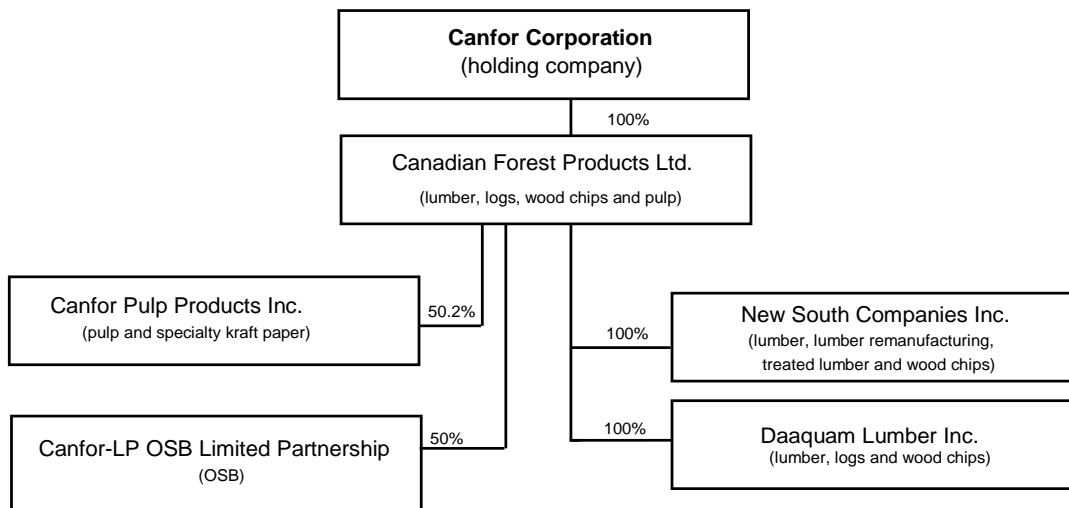 Canfor Corporation
(holding company)
100%
Canadian Forest Products Ltd.
(lumber, logs, wood chips and pulp)
Canfor Pulp Products Inc.
(pulp and specialty kraft paper)
50.2%
New South Companies Inc.
(lumber, lumber remanufacturing,
treated lumber and wood chips)
100%
Canfor-LP OSB Limited Partnership
(OSB)
50%
Daaquam Lumber Inc.
(lumber, logs and wood chips)
100%